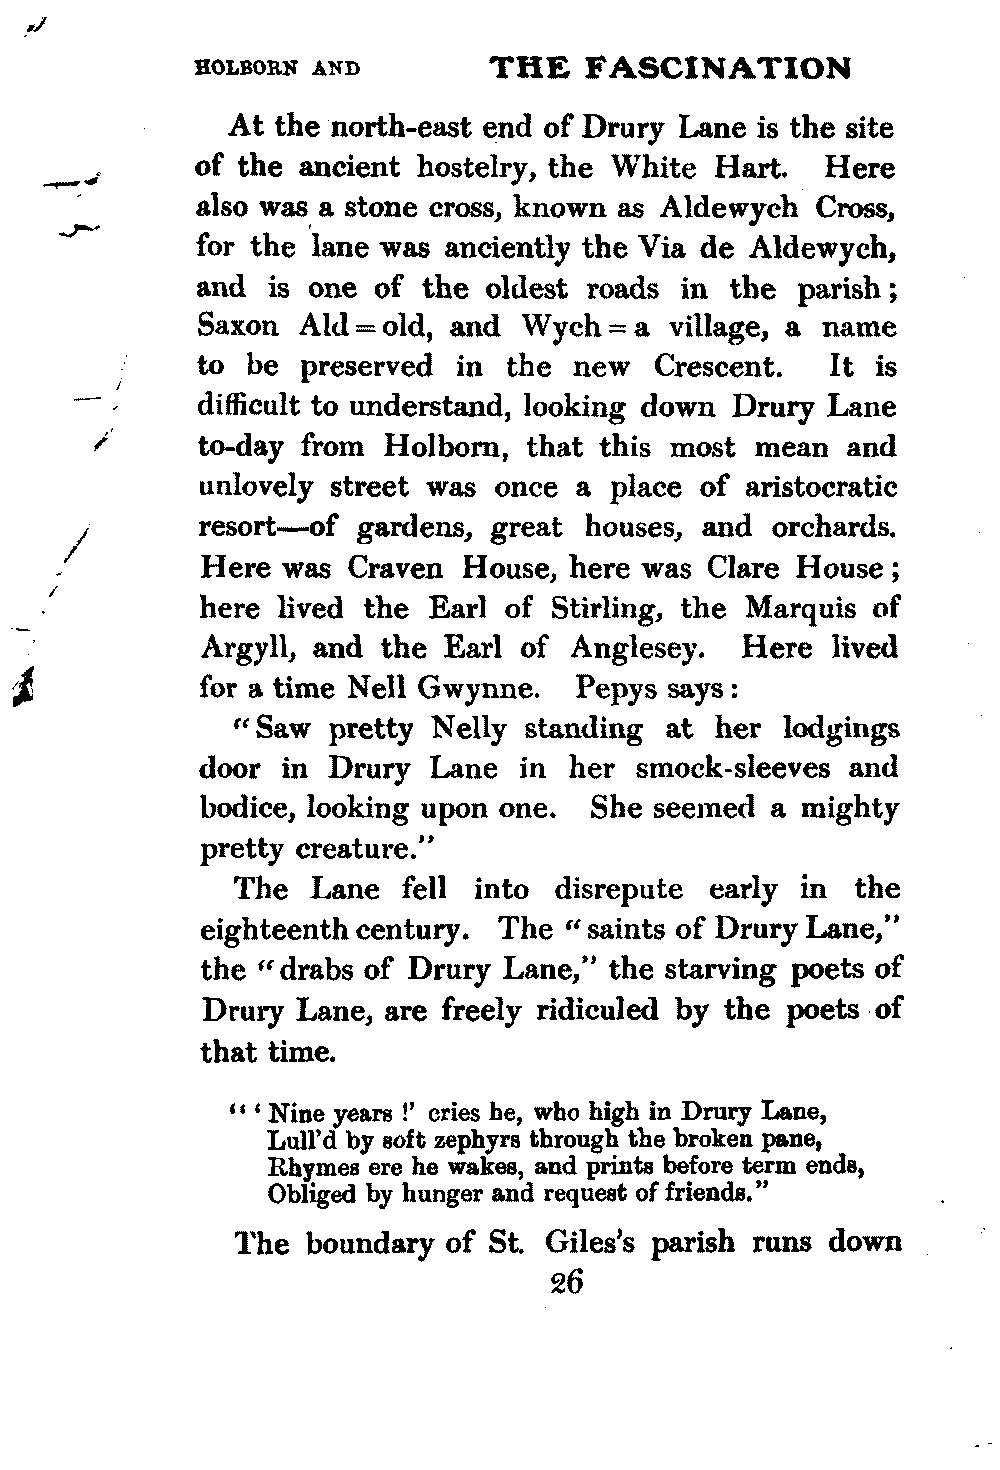 HOLBORN AND THE FASCINATION
At the north-east end of Drury Lane is the site
of the ancient hostelry, the White Hart. Here
also was a stone cross, known as Aldewych Cross,
for the lane was anciently the Via de Aldewych,
and is one of the oldest roads in the parish;
Saxon Ald = old, and Wych = a village, a name
to be preserved in the new Crescent. It is
difficult to understand, looking down Drury Lane
to-day from Holborn, that this most mean and
unlovely street was once a place of aristocratic
resort—of gardens, great houses, and orchards.
Here was Craven House, here was Clare House;
here lived the Earl of Stirling, the Marquis of
Argyll, and the Earl of Anglesey. Here lived
for a time Nell Gwynne. Pepys says:
"Saw pretty Nelly standing at her lodgings
door in Drury Lane in her smock-sleeves and
bodice, looking upon one. She seemed a mighty
pretty creature."
The Lane fell into disrepute early in the
eighteenth century. The "saints of Drury Lane,"
the "drabs of Drury Lane," the starving poets of
Drury Lane, are freely ridiculed by the poets of
that time.
"'Nine years!' cries he, who high in Drury Lane,
Lull'd by soft zephyrs through the broken pane,
Rhymes ere he wakes, and prints before term ends,
Obliged by hunger and request of friends."
The boundary of St. Giles's parish runs down
26